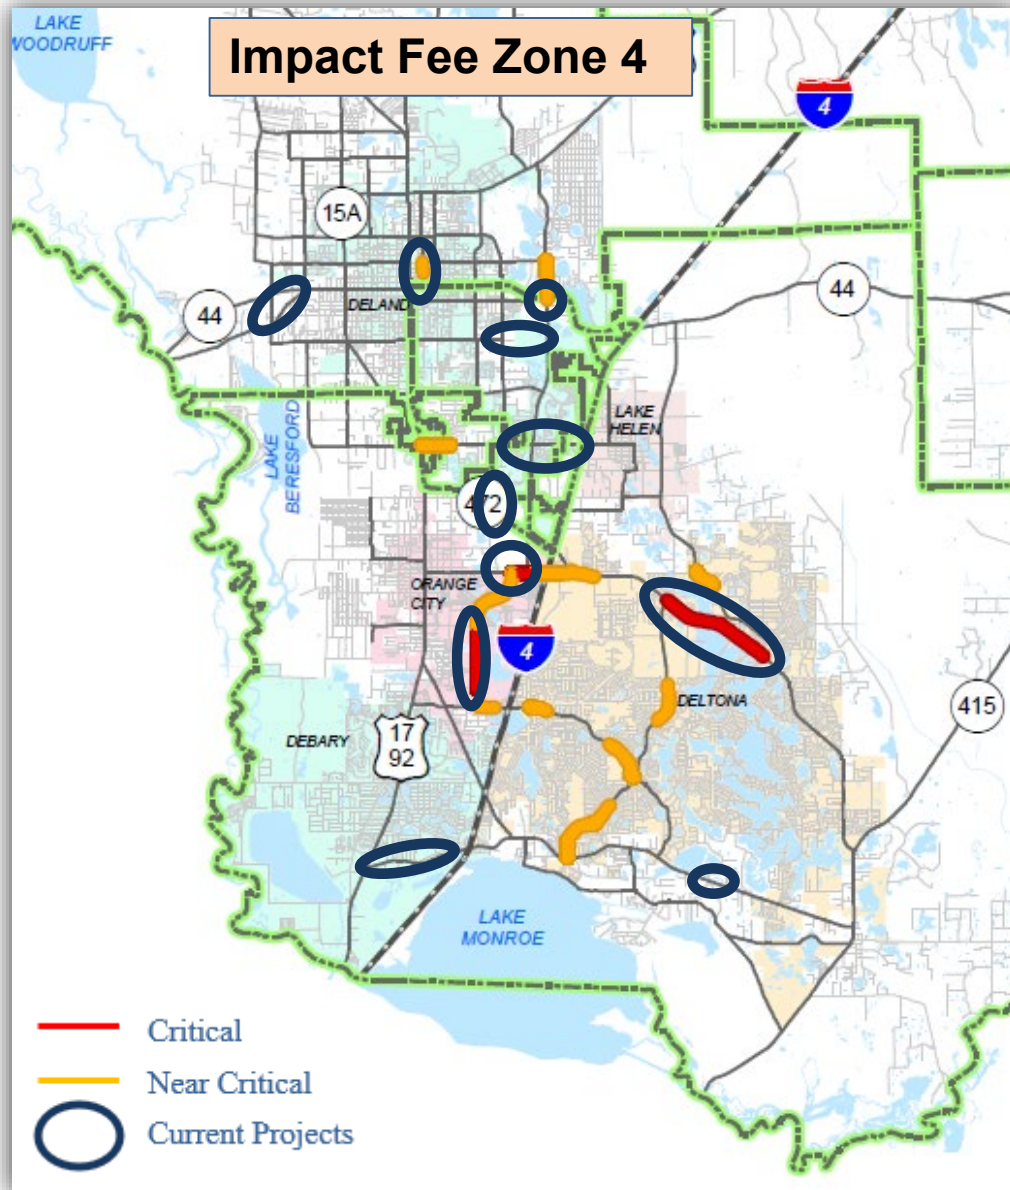 LAKE
WOODRUFF
Impact Fee Zone 4
4
15A
44
DELAND
44
LAKE
HELEN
LAKE
BERESFORD
472
ORANGE
CITY
4
DELTONA
415
DEBARY
17
92
LAKE
MONROE
Critical
Near Critical
Current Projects